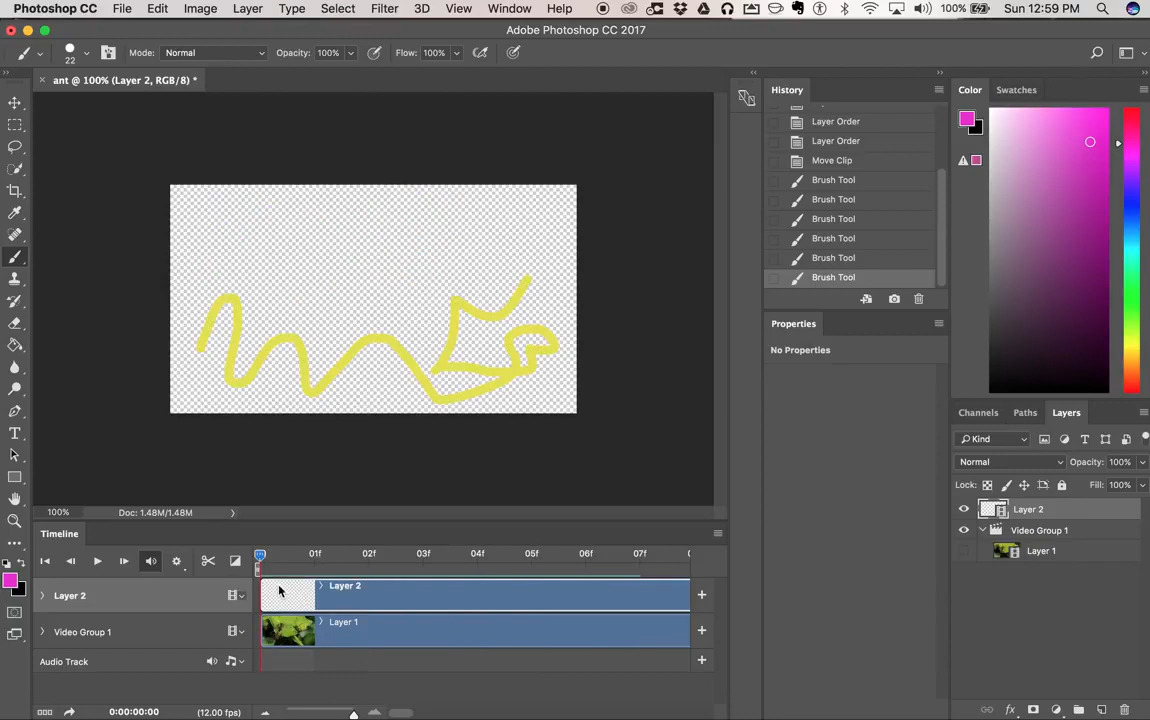 Photoshop CC File Edit Image Layer Type Select Filter 3D View Window Help 100% Sun 12:59 PM
Adobe Photoshop CC 2017
22 Mode: Normal Opacity: 100% Flow: 100%
ant @ 100% (Layer 2, RGB/8) *
History
Layer Order
Layer Order
Move Clip
Brush Tool
Brush Tool
Brush Tool
Brush Tool
Brush Tool
Brush Tool
Properties
No Properties
Color Swatches
Channels Paths Layers
Kind
Normal Opacity: 100%
Lock: Fill: 100%
Layer 2
Video Group 1
Layer 1
100% Doc: 1.48M/1.48M
Timeline
01f 02f 03f 04f 05f 06f 07f
Layer 2 Layer 2
Video Group 1 Layer 1
Audio Track
0:00:00:00 (12.00 fps)